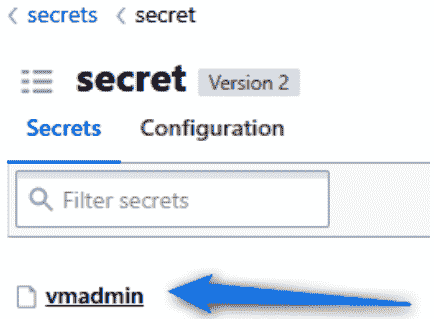 secrets secret
secret Version 2
Secrets Configuration
Filter secrets
vmadmin